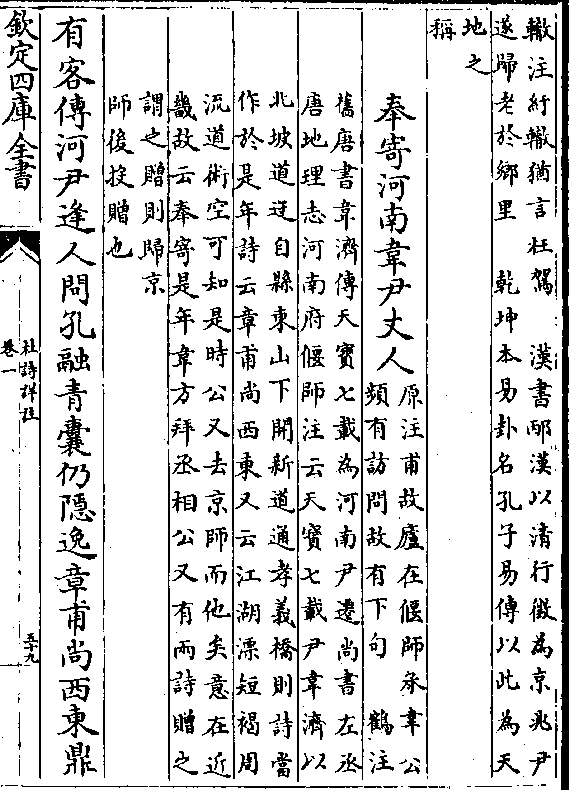 轍注紆轍猶言枉駕　漢書邴漢以清行徵為京兆尹
遂歸老於鄉里　乾坤本易卦名孔子易傳以此為天
地之
稱
奉寄河南韋尹丈人
原注甫故廬在偃師承韋公
頻有訪問故有下句　鶴注
舊唐書韋濟傳天寶七載為河南尹遷尚書左丞
唐地理志河南府偃師注云天寶七載尹韋濟以
北坡道迂自縣東山下開新道通孝義橋則詩當
作於是年詩云章甫尚西東又云江湖漂短褐周
流道術空可知是時公又去京師而他矣意在近
畿故云奉寄是年韋方拜丞相公又有兩詩贈之
謂之贈則歸京
師後投贈也
有客傳河尹逢人問孔融青囊仍隱逸章甫尚西東鼎
欽定四庫全書
杜詩詳註
卷一
五十九